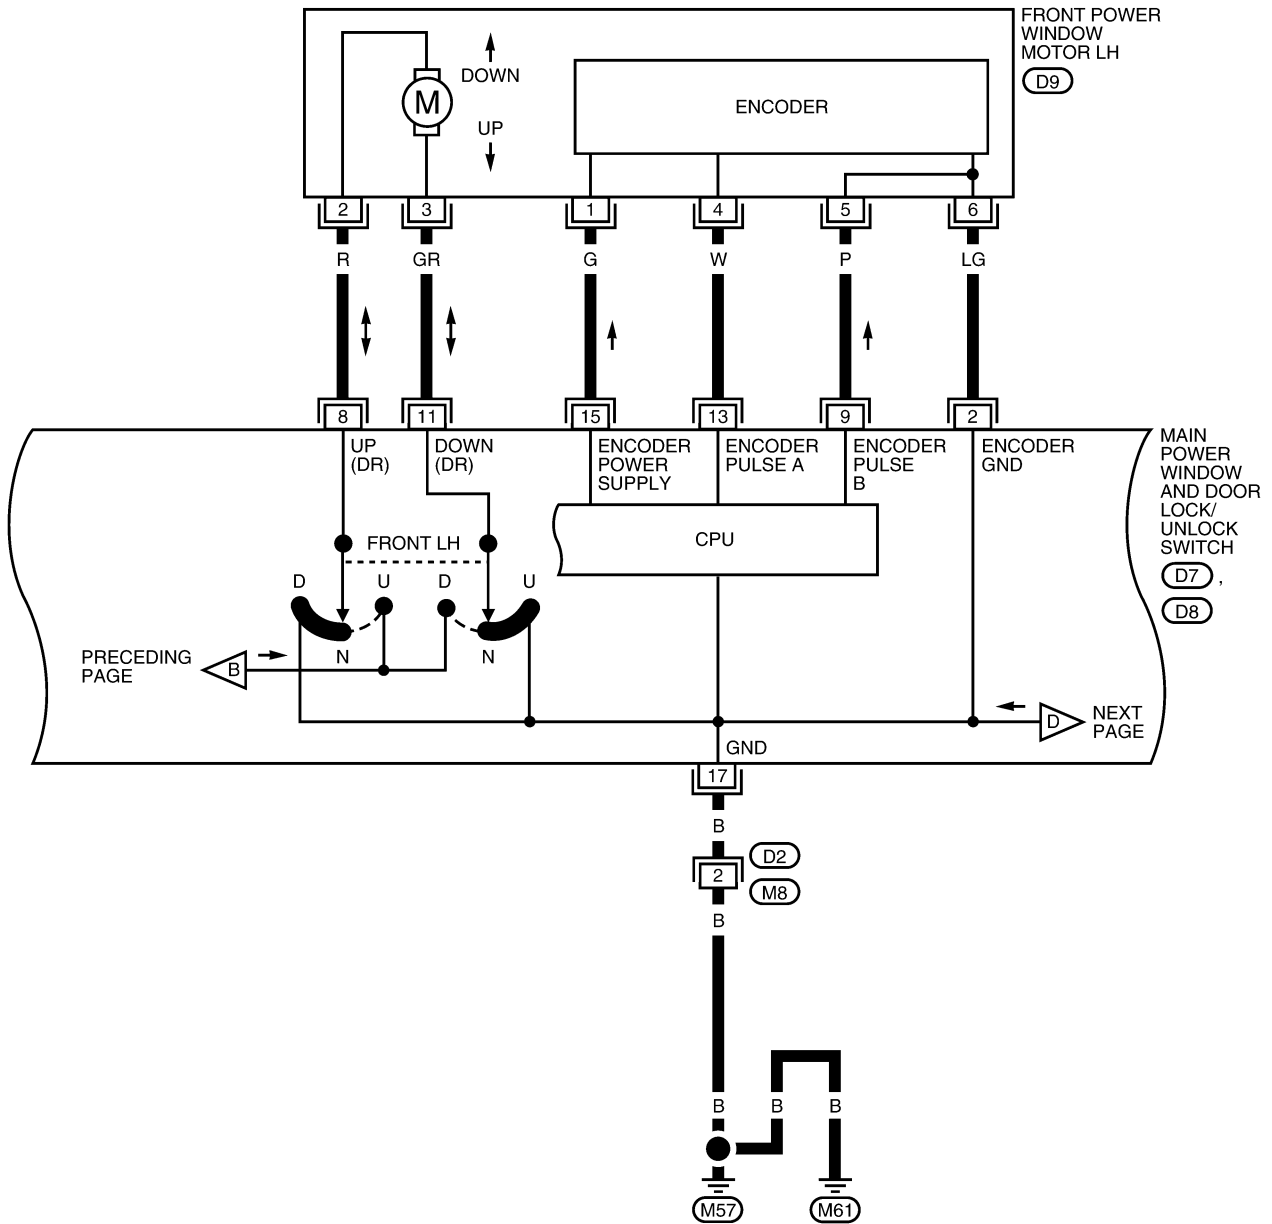 FRONT POWER
WINDOW
MOTOR LH
D9
DOWN
M
UP
ENCODER
2 3 1 4 5 6
R GR G W P LG
8 11 15 13 9 2
UP
(DR)
DOWN
(DR)
ENCODER
POWER
SUPPLY
ENCODER
PULSE A
ENCODER
PULSE
B
ENCODER
GND
MAIN
POWER
WINDOW
AND DOOR
LOCK/
UNLOCK
SWITCH
D7 ,
D8
FRONT LH
CPU
D U D U
N N
PRECEDING
PAGE
B
D
NEXT
PAGE
GND
17
B
D2
2
M8
B
B B B
M57 M61